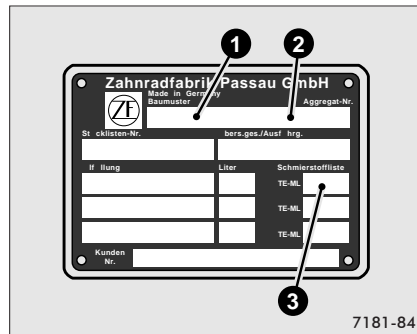 1 2
Zahnradfabrik Passau GmbH
Made in Germany
Baumuster Aggregat-Nr.
ZF
St cklisten-Nr. bers.ges./Ausf hrg.
lf llung Liter Schmierstoffliste
TE-ML
TE-ML
TE-ML
Kunden
Nr.
3
7181-84